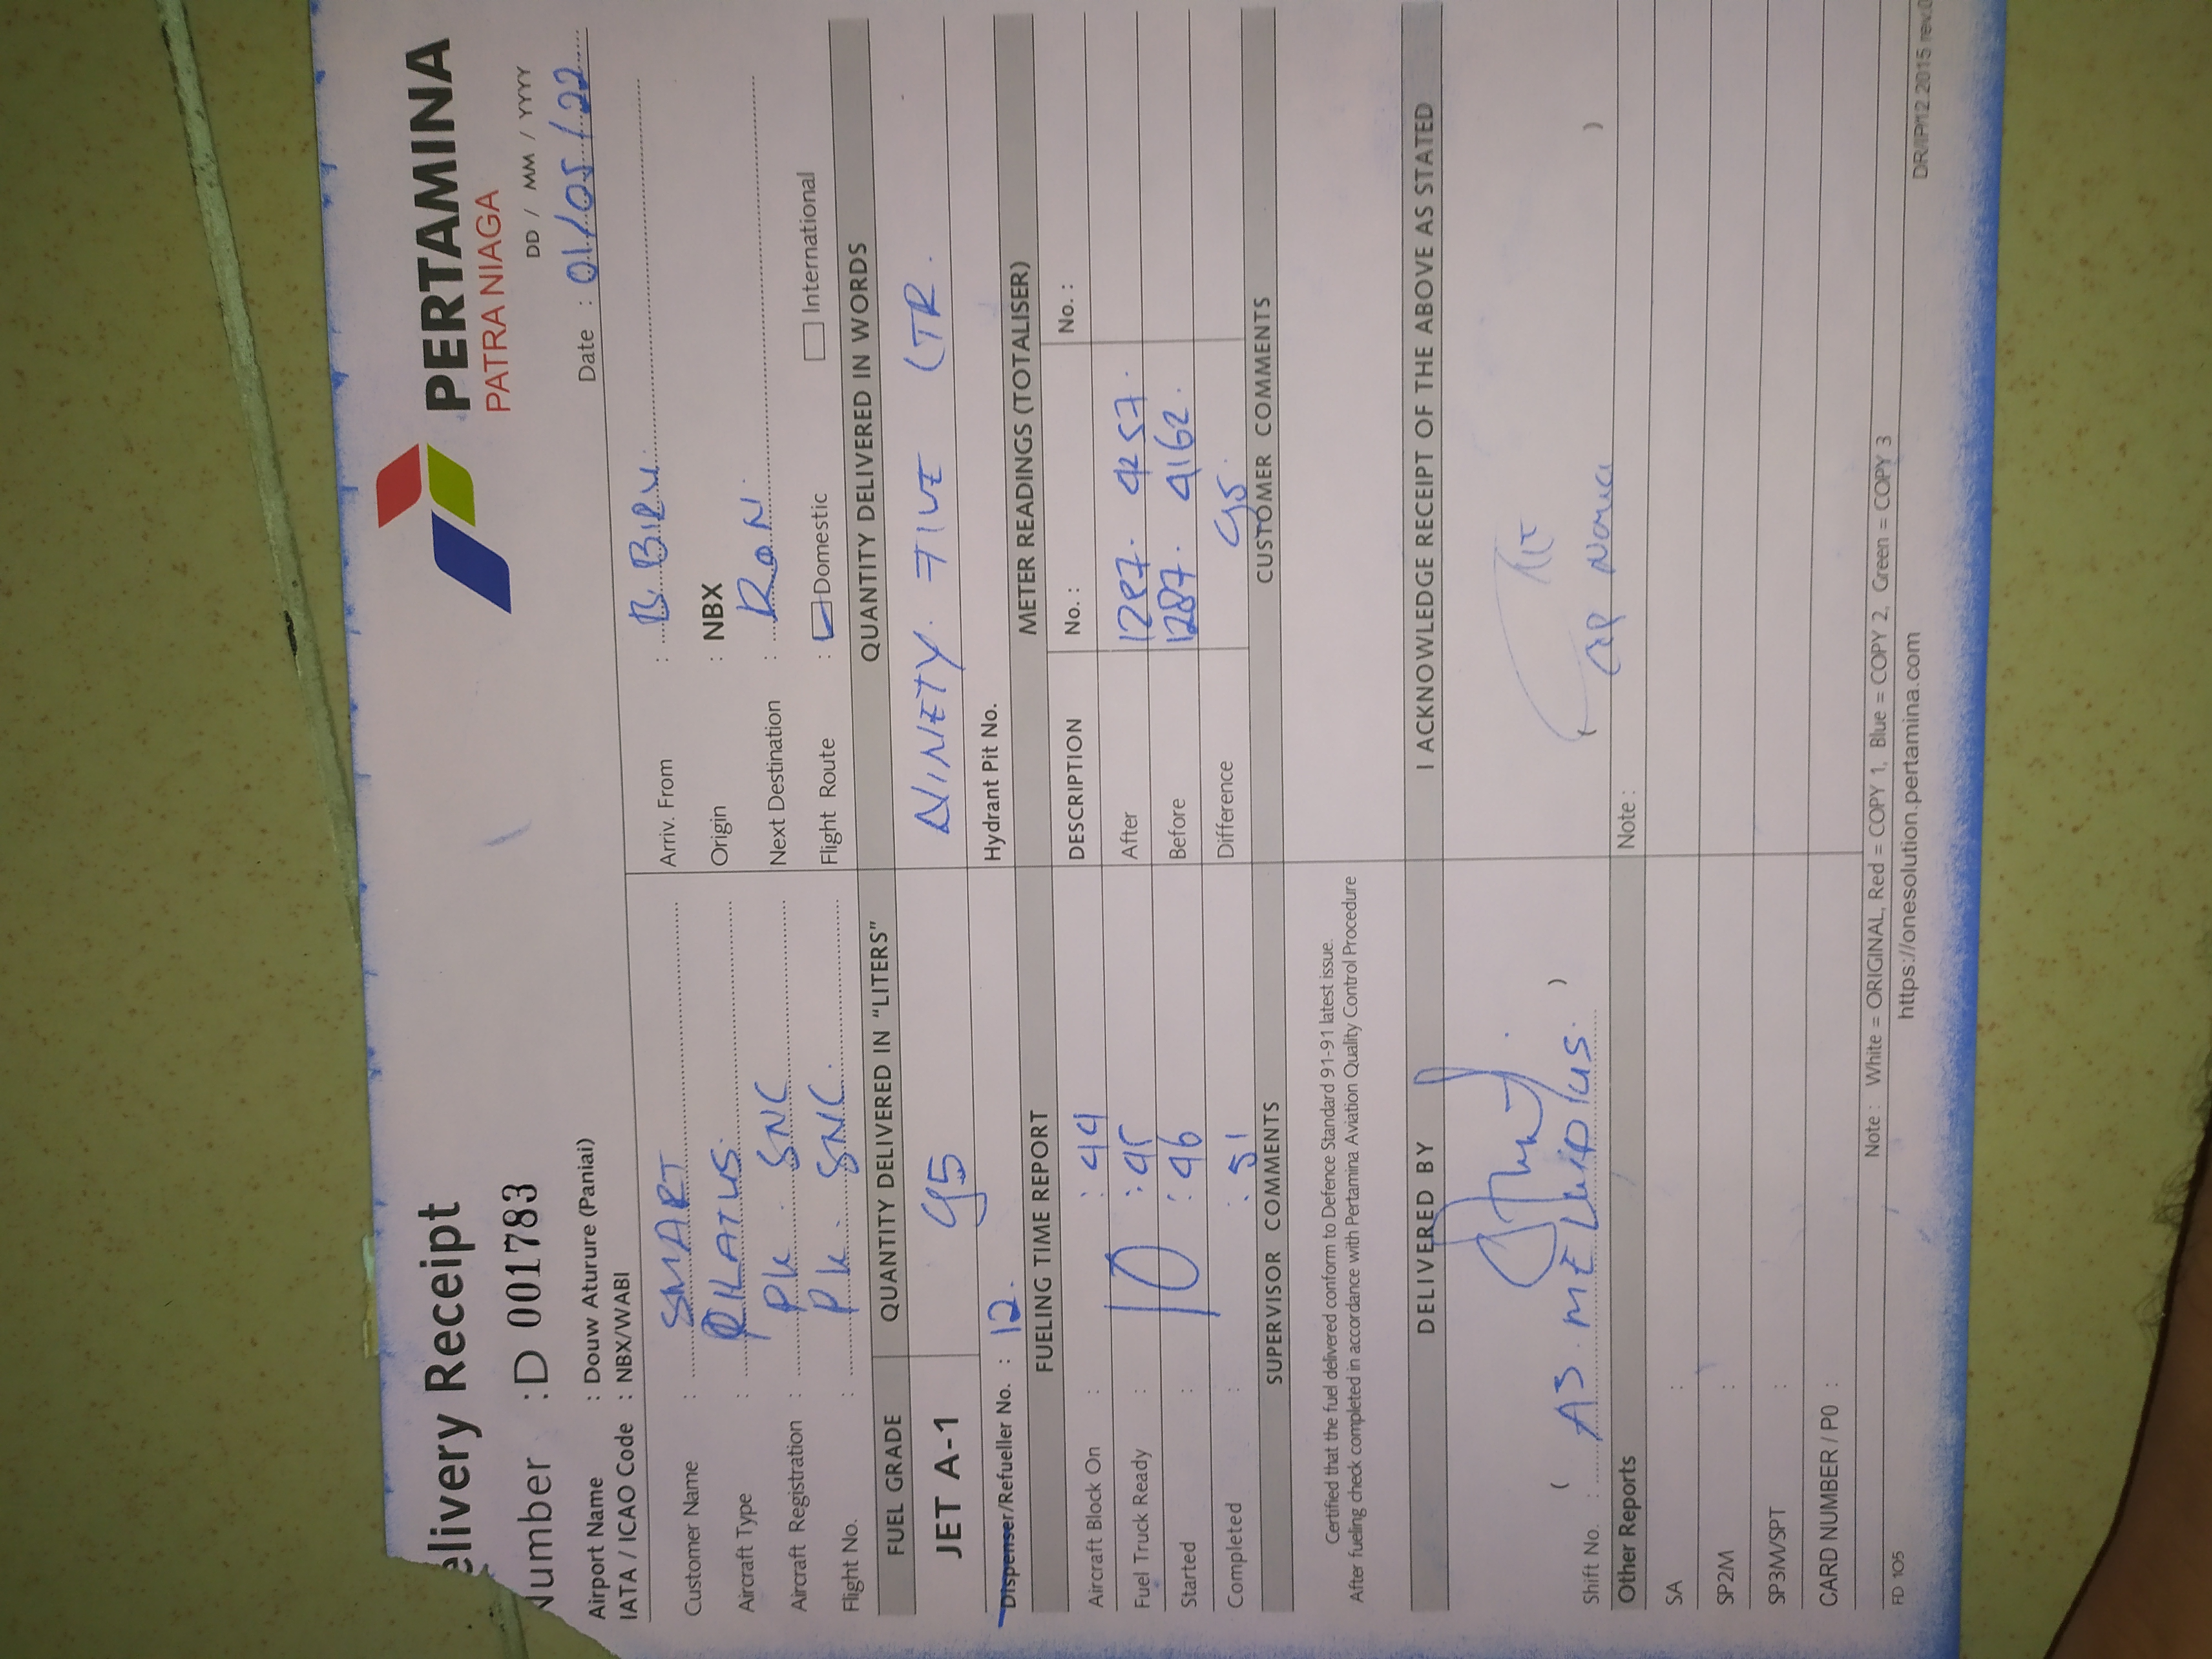 elivery Receipt
PERTAMINA
PATRA NIAGA
Number : D 001783
DD / MM / YYYY
Airport Name : Douw Aturure (Paniai)
Date : 01/05/22
IATA / ICAO Code : NBX/WABI
Customer Name : SMART
Arriv. From : B. BIRU.
Aircraft Type : PILATUS.
Origin : NBX
Aircraft Registration : PK. SNC
Next Destination : RON.
Flight No. : PK. SNC.
Flight Route : Domestic International
FUEL GRADE QUANTITY DELIVERED IN "LITERS" QUANTITY DELIVERED IN WORDS
JET A-1 95 NINETY. FIVE LTR.
Dispenser/Refueller No. : 12.
Hydrant Pit No.
FUELING TIME REPORT METER READINGS (TOTALISER)
DESCRIPTION No. : No. :
Aircraft Block On : : 44
Fuel Truck Ready : 10 : 45
After 1287. 4257.
Started : : 46
Before 1287. 4162.
Completed : : 51
Difference 95.
SUPERVISOR COMMENTS CUSTOMER COMMENTS
Certified that the fuel delivered conform to Defence Standard 91-91 latest issue.
After fueling check completed in accordance with Pertamina Aviation Quality Control Procedure
DELIVERED BY I ACKNOWLEDGE RECEIPT OF THE ABOVE AS STATED
Shift No. :
Other Reports Note :
SA :
SP2M :
SP3M/SPT :
CARD NUMBER / P0 :
Note : White = ORIGINAL, Red = COPY 1, Blue = COPY 2, Green = COPY 3
FD 105
https://onesolution.pertamina.com
DR/IP/12.2015 rev.0